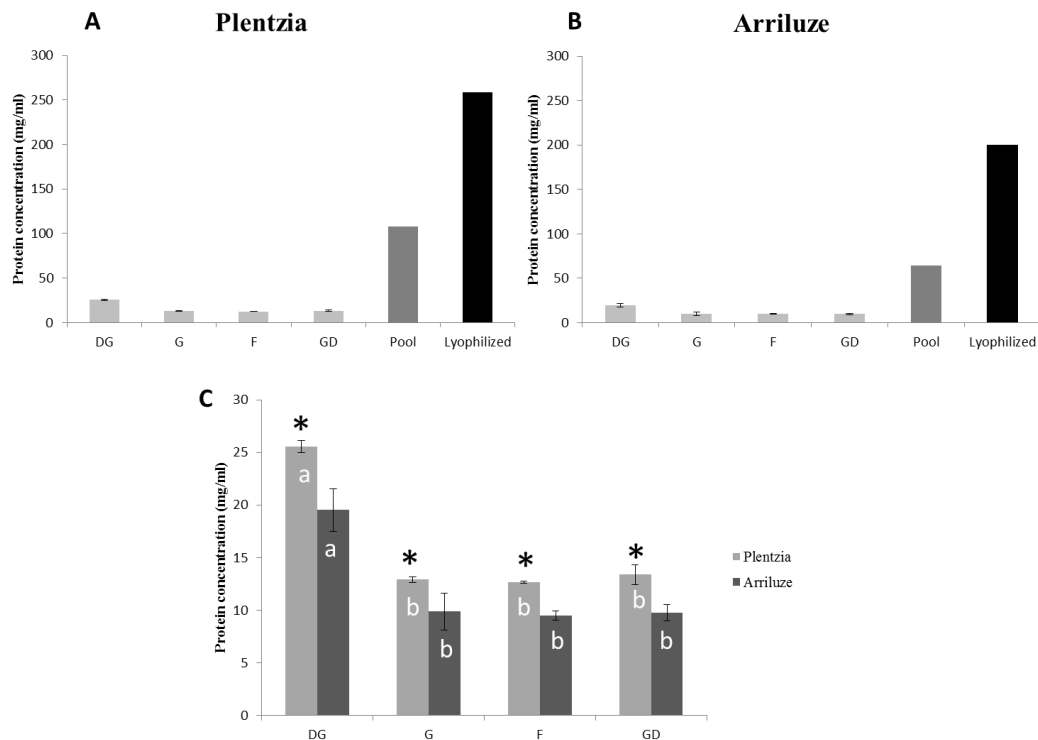 A
Plentzia
Protein concentration (mg/ml)
300
250
200
150
100
50
0
DG G F GD Pool Lyophilized
B
Arriluze
Protein concentration (mg/ml)
300
250
200
150
100
50
0
DG G F GD Pool Lyophilized
C
Protein concentration (mg/ml)
30
25
20
15
10
5
0
* * * *
a a b b b b b b
DG G F GD
Plentzia
Arriluze